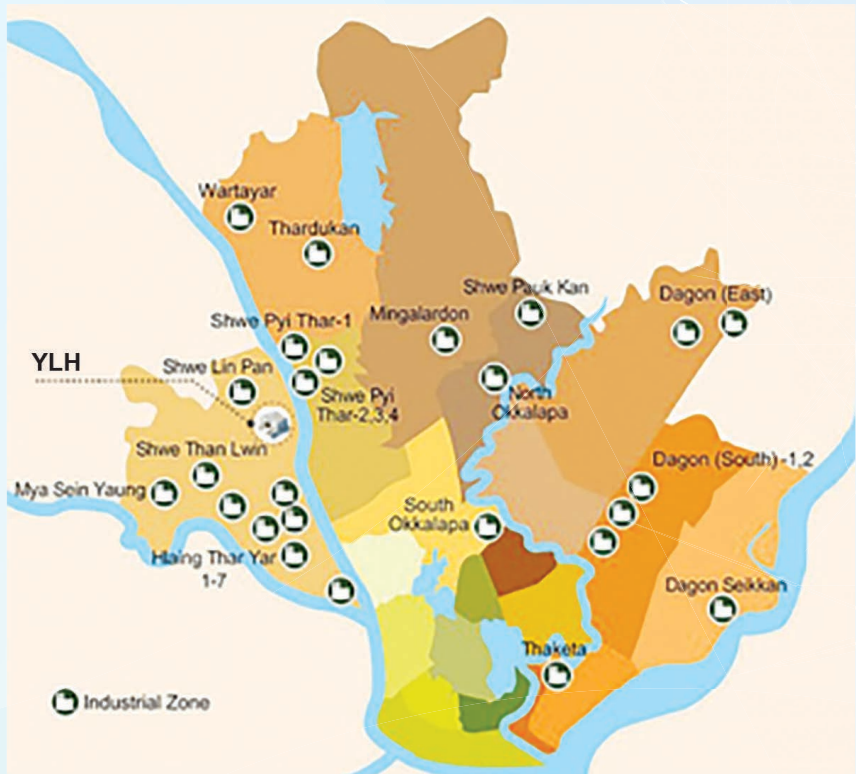 Wartayar
Thardukan
Shwe Pauk Kan
Dagon (East)
Shwe Pyi Thar-1
Mingalardon
YLH
Shwe Lin Pan
Shwe Pyi
Thar-2,3,4
North
Okkalapa
Shwe Than Lwin
Dagon (South) -1,2
Mya Sein Yaung
South
Okkalapa
Hlaing Thar Yar
1-7
Dagon Seikkan
Thaketa
Industrial Zone